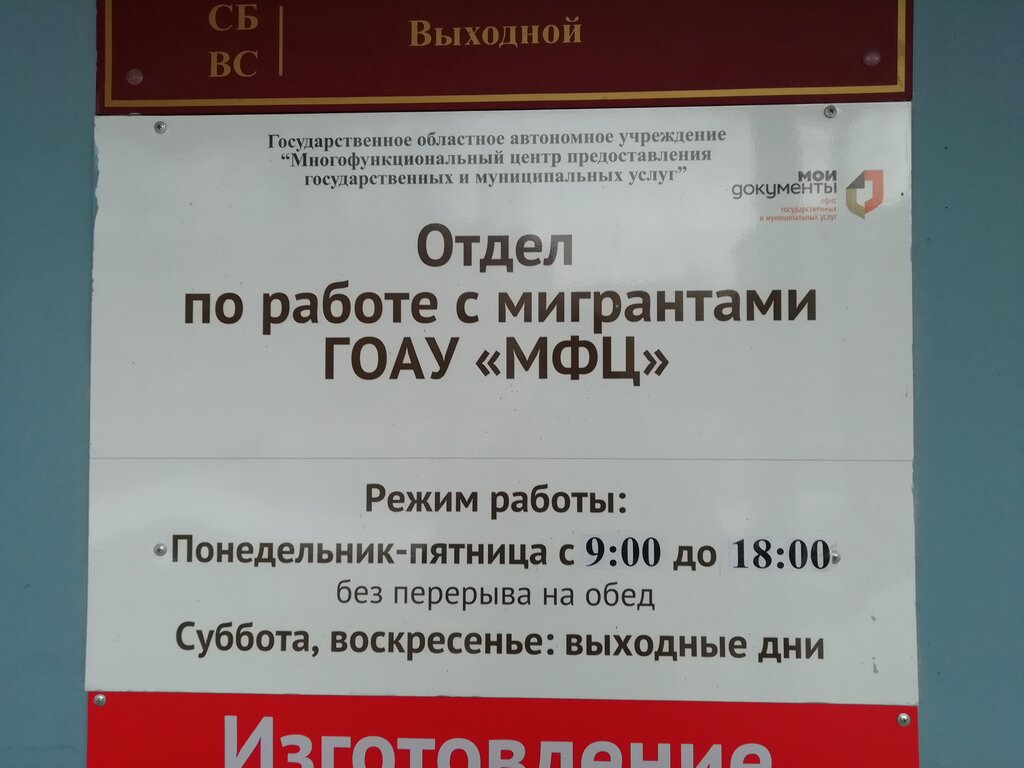 СБ
Выходной
ВС
Государственное областное автономное учреждение
“Многофункциональный центр предоставления
государственных и муниципальных услуг”
мои
документы
офис
государственных
и муниципальных услуг
Отдел
по работе с мигрантами
ГОАУ «МФЦ»
Режим работы:
Понедельник-пятница с 9:00 до 18:00
без перерыва на обед
Суббота, воскресенье: выходные дни
Изготовление